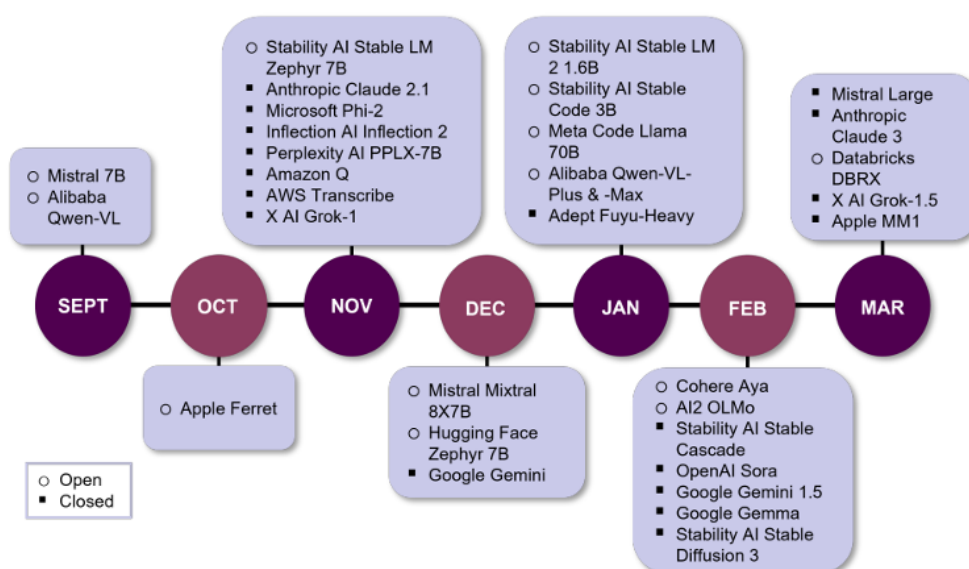 Stability AI Stable LM
Zephyr 7B
Anthropic Claude 2.1
Microsoft Phi-2
Inflection AI Inflection 2
Perplexity AI PPLX-7B
Amazon Q
AWS Transcribe
X AI Grok-1
Stability AI Stable LM
2 1.6B
Stability AI Stable
Code 3B
Meta Code Llama
70B
Alibaba Qwen-VL-
Plus & -Max
Adept Fuyu-Heavy
Mistral Large
Anthropic
Claude 3
Databricks
DBRX
X AI Grok-1.5
Apple MM1
Mistral 7B
Alibaba
Qwen-VL
SEPT
OCT
NOV
DEC
JAN
FEB
MAR
Apple Ferret
Mistral Mixtral
8X7B
Hugging Face
Zephyr 7B
Google Gemini
Cohere Aya
AI2 OLMo
Stability AI Stable
Cascade
OpenAI Sora
Google Gemini 1.5
Google Gemma
Stability AI Stable
Diffusion 3
Open
Closed